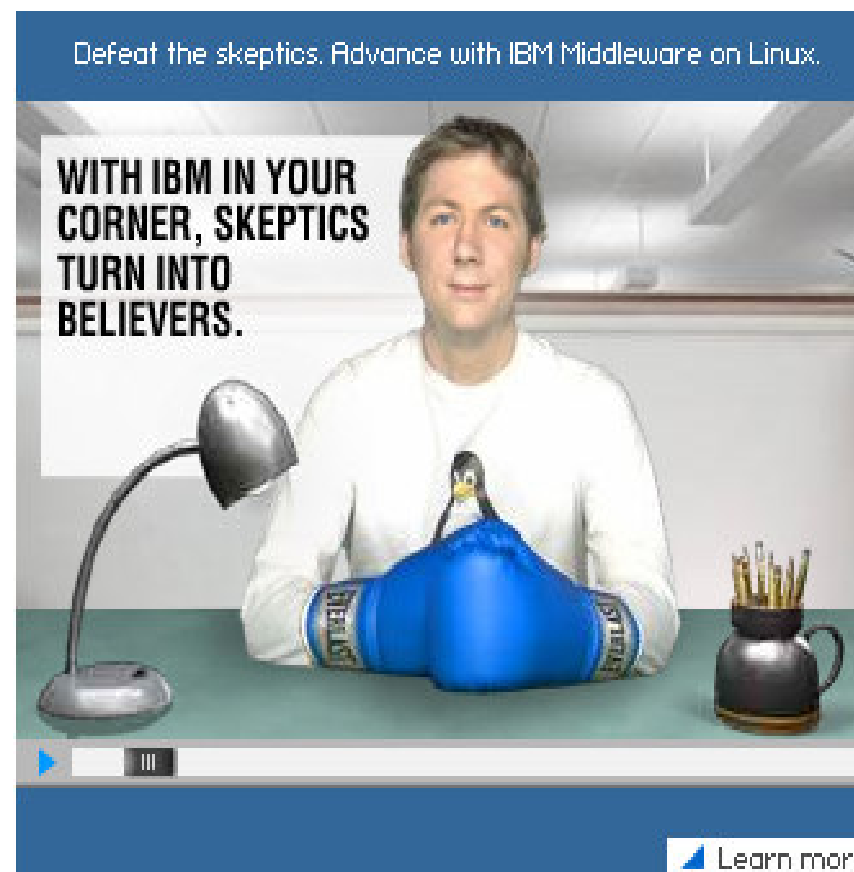 Defeat the skeptics. Advance with IBM Middleware on Linux.
WITH IBM IN YOUR
CORNER, SKEPTICS
TURN INTO
BELIEVERS.
Learn mor